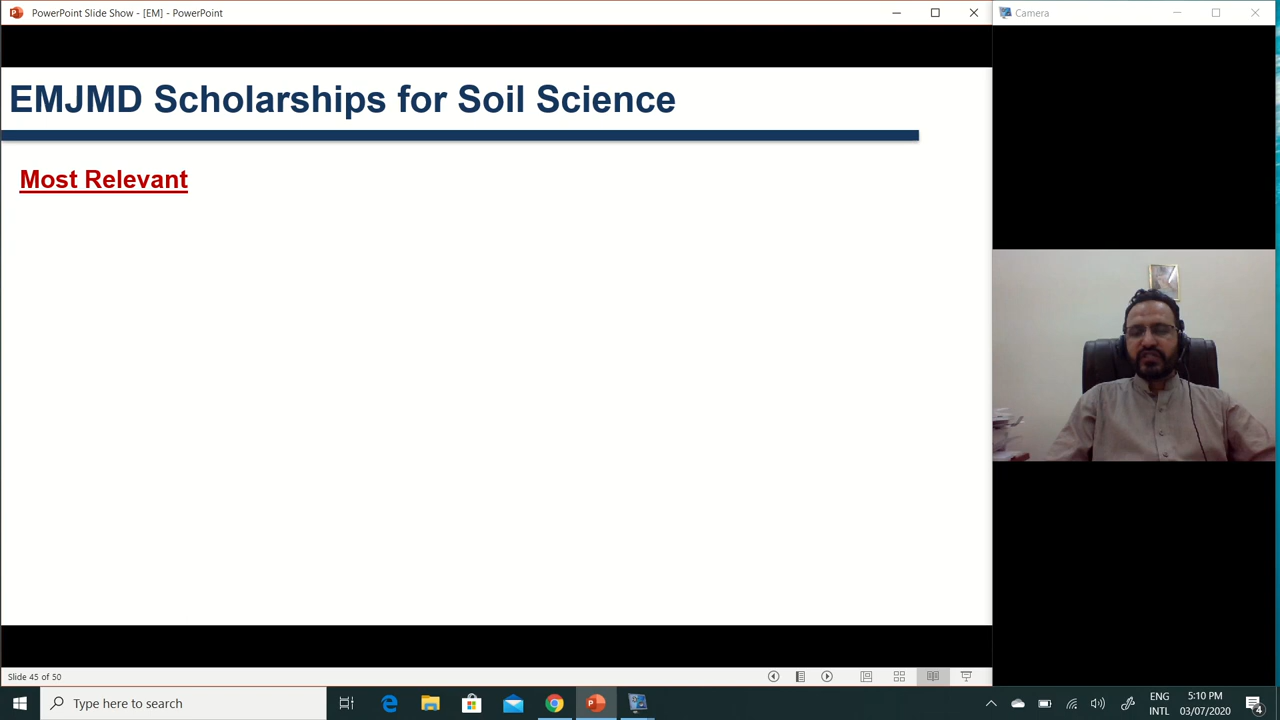 PowerPoint Slide Show - [EM] - PowerPoint
Camera
EMJMD Scholarships for Soil Science
Most Relevant
Slide 45 of 50
Type here to search
ENG
INTL
5:10 PM
03/07/2020
4